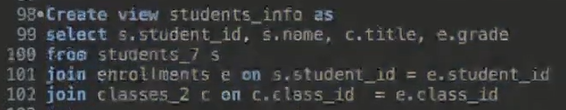 98 Create view students_info as
99 select s.student_id, s.name, c.title, e.grade
100 from students_7 s
101 join enrollments e on s.student_id = e.student_id
102 join classes_2 c on c.class_id  = e.class_id